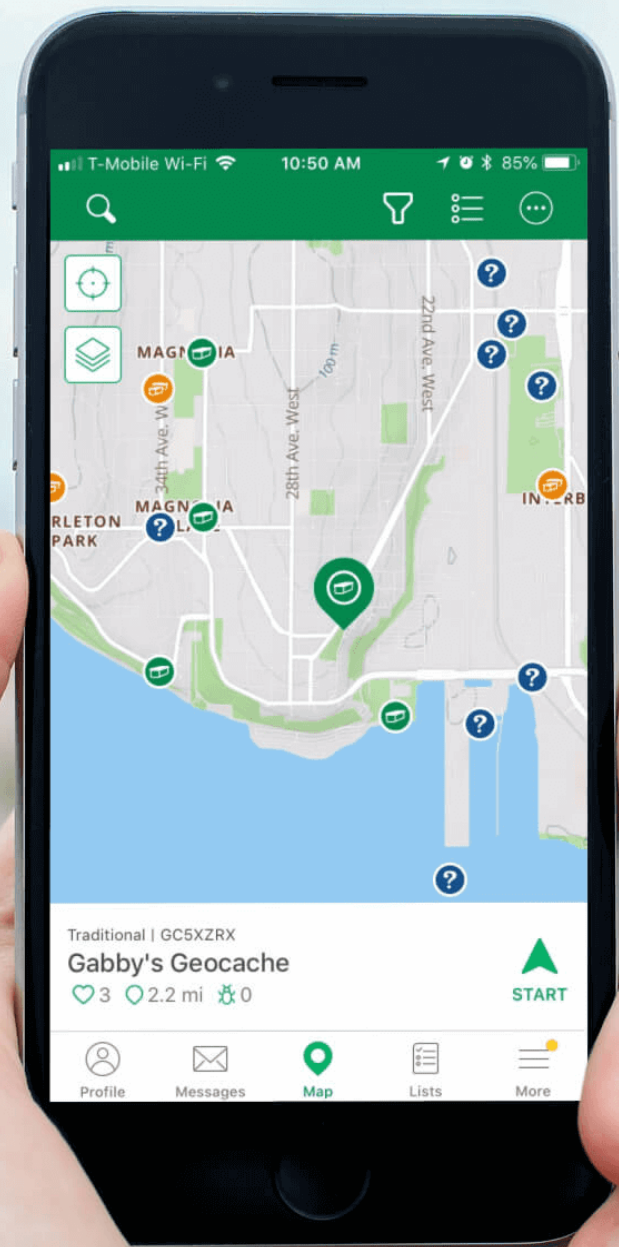 T-Mobile Wi-Fi 10:50 AM 85%
22nd Ave. West
MAGN IA
100 m
28th Ave. West
34th Ave. W
INTERB
MAGN IA
RLETON
LA E
PARK
Traditional | GC5XZRX
Gabby's Geocache
3 2.2 mi 0
START
Profile Messages Map Lists More